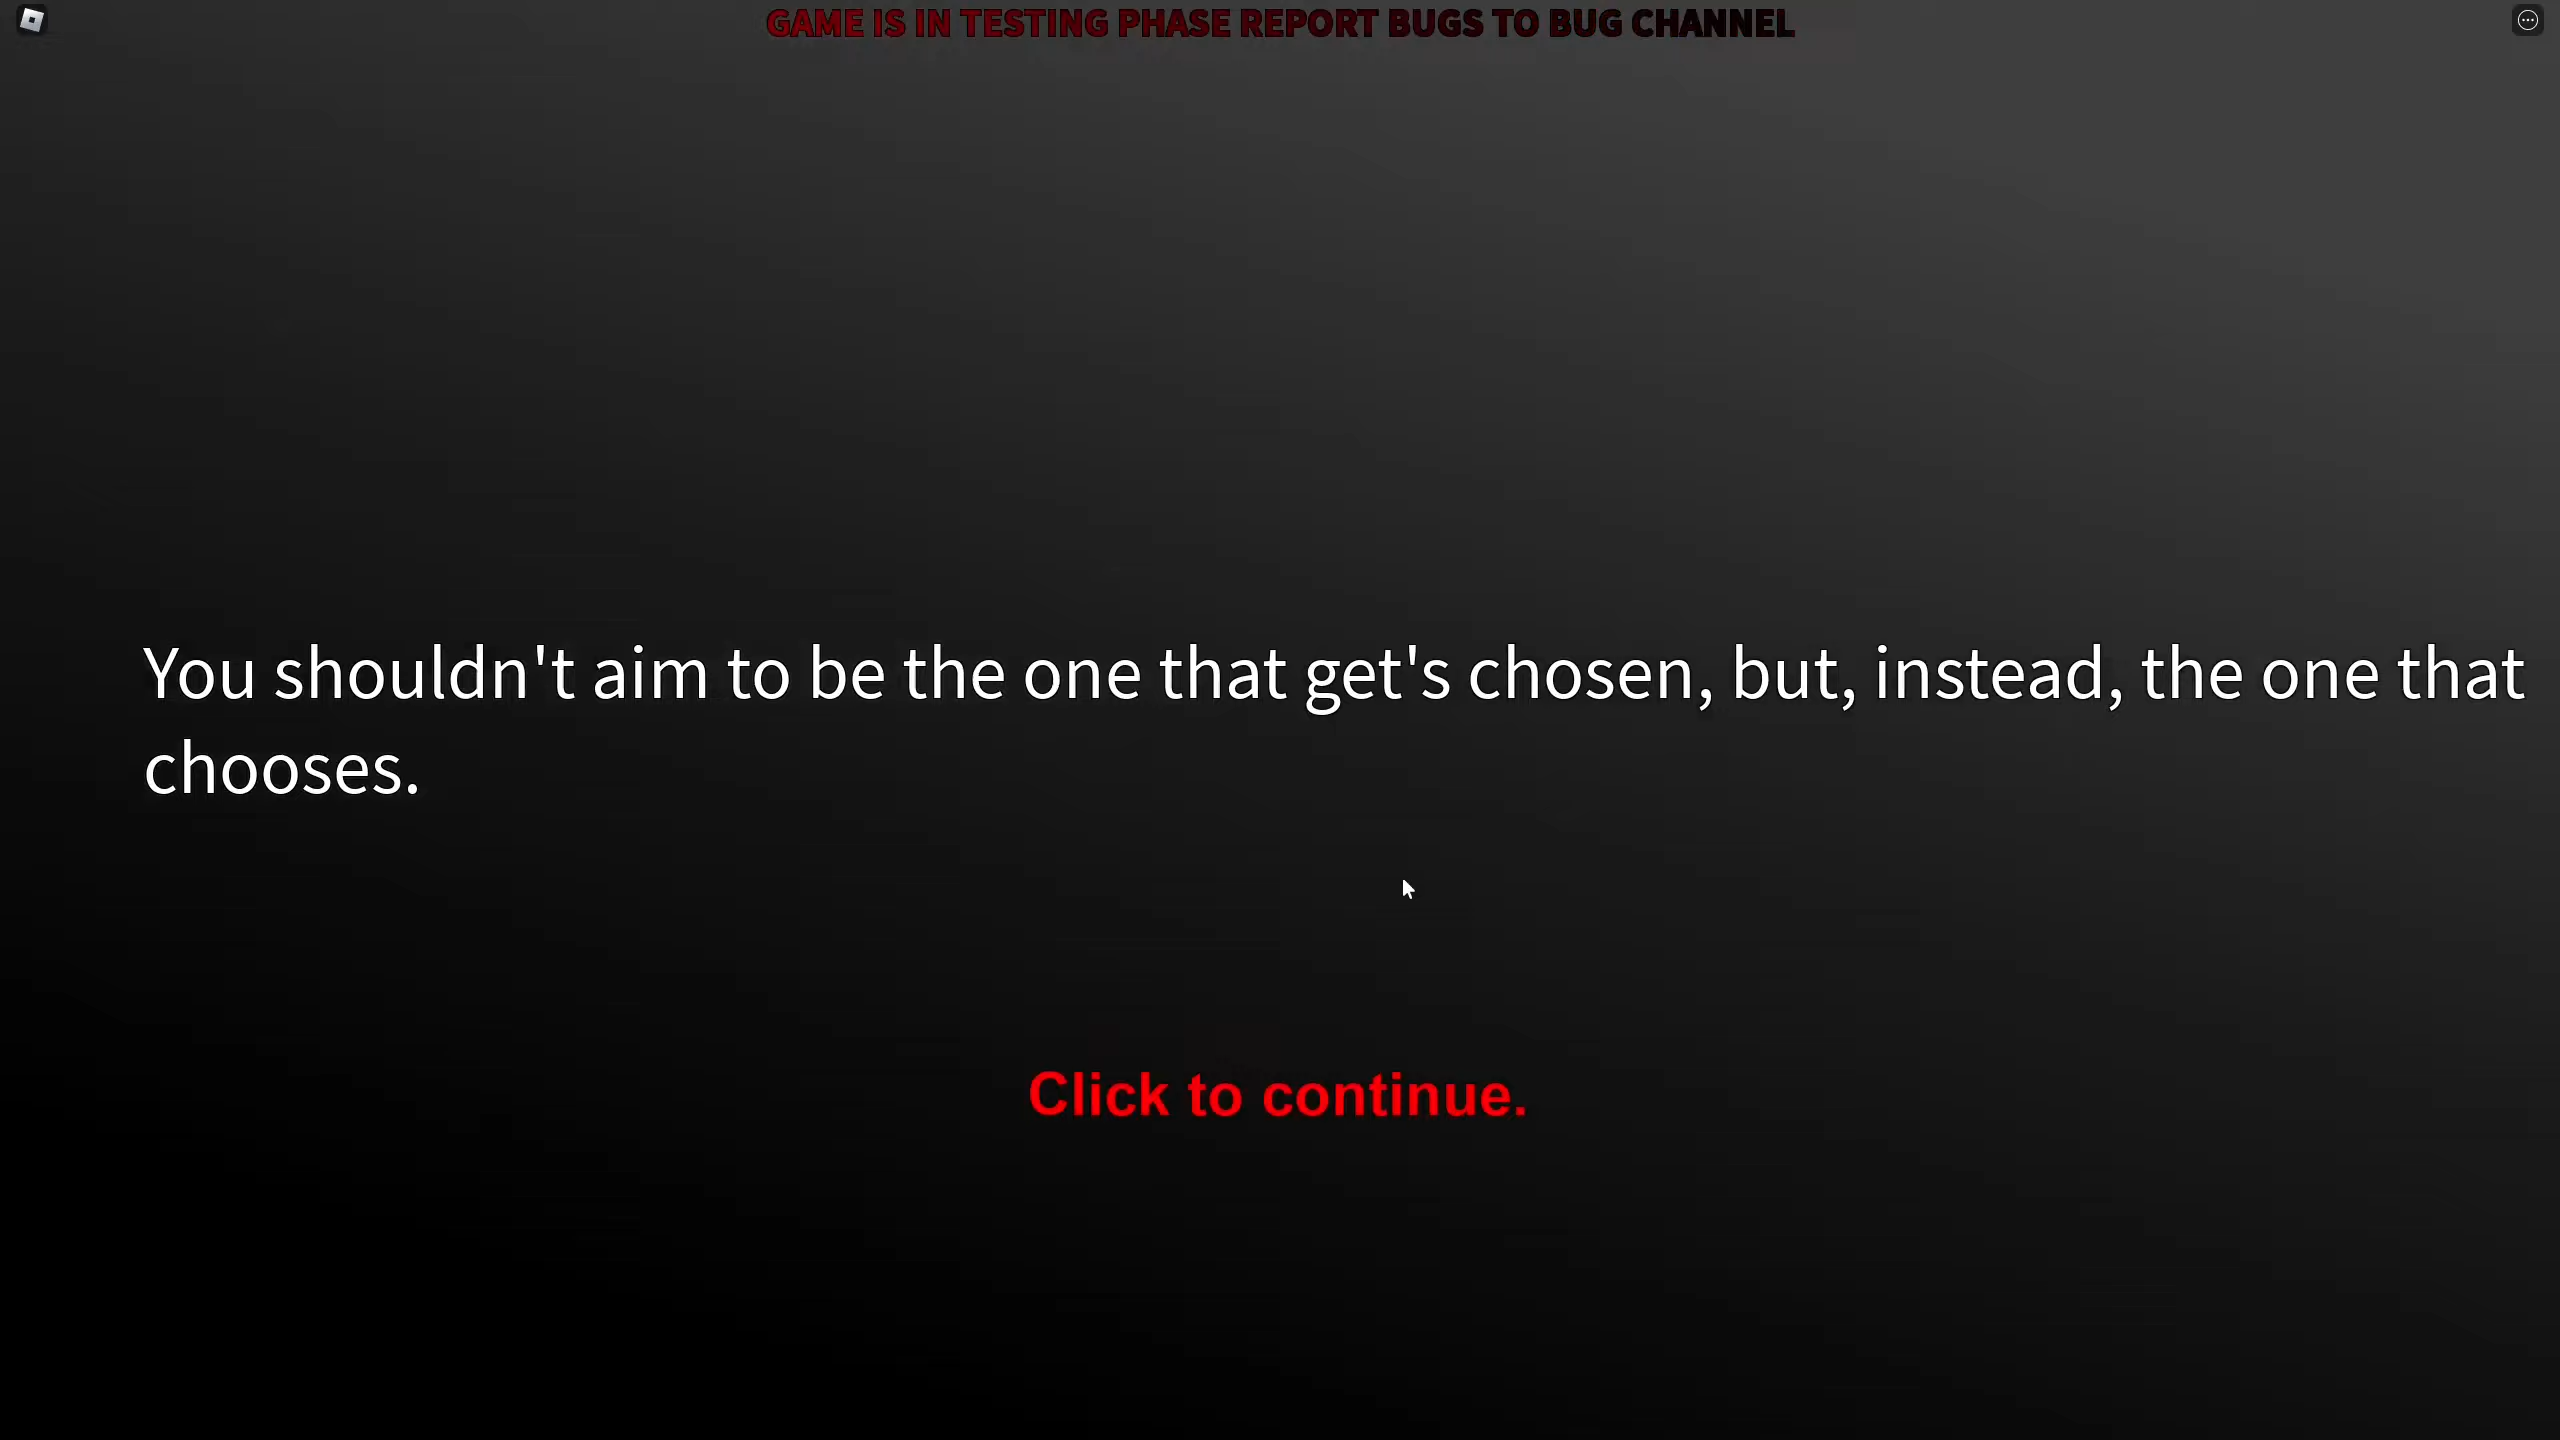 GAME IS IN TESTING PHASE REPORT BUGS TO BUG CHANNEL
You shouldn't aim to be the one that get's chosen, but, instead, the one that
chooses.
Click to continue.